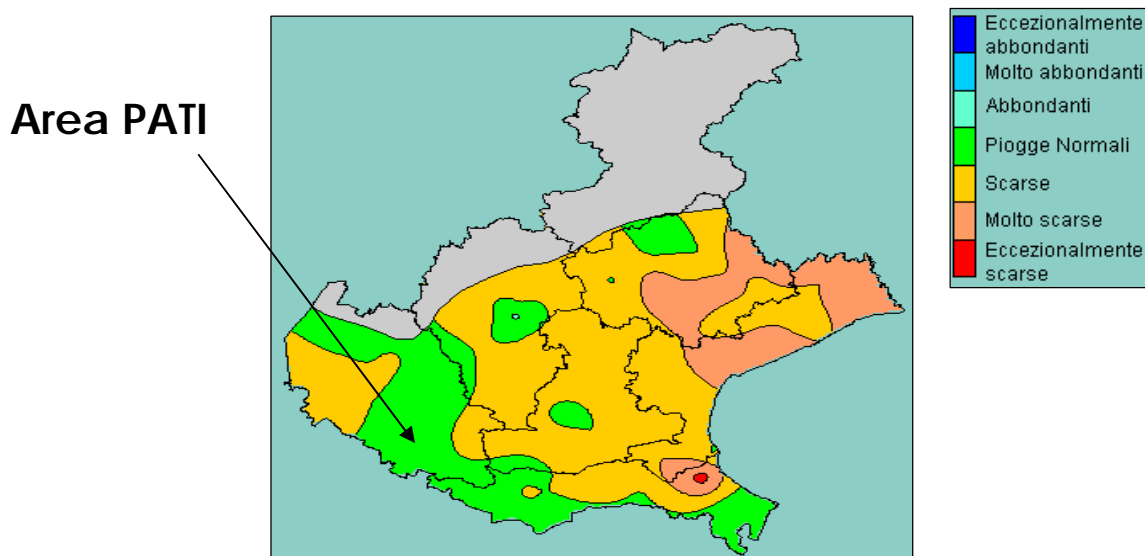 Area PATI
Eccezionalmente
abbondanti
Molto abbondanti
Abbondanti
Piogge Normali
Scarse
Molto scarse
Eccezionalmente
scarse